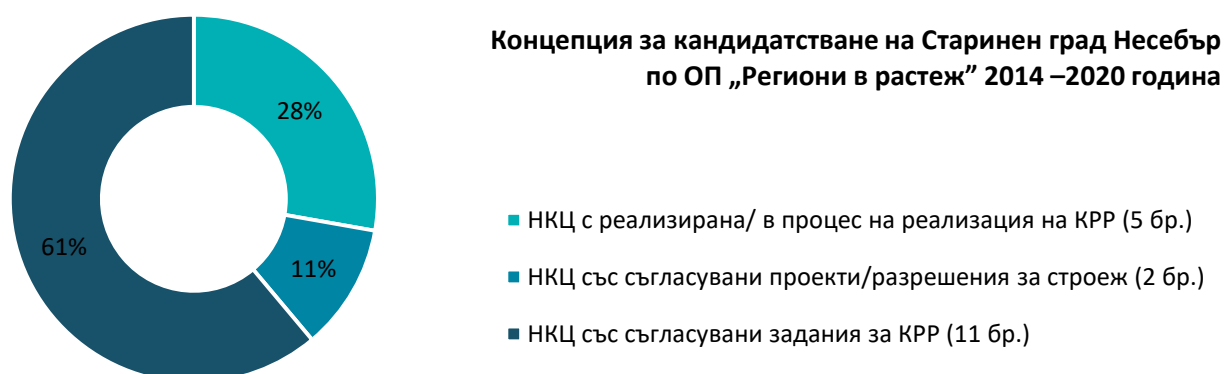 Концепция за кандидатстване на Старинен град Несебър
по ОП „Региони в растеж” 2014 –2020 година
28%
11%
61%
НКЦ с реализирана/ в процес на реализация на КРР (5 бр.)
НКЦ със съгласувани проекти/разрешения за строеж (2 бр.)
НКЦ със съгласувани задания за КРР (11 бр.)